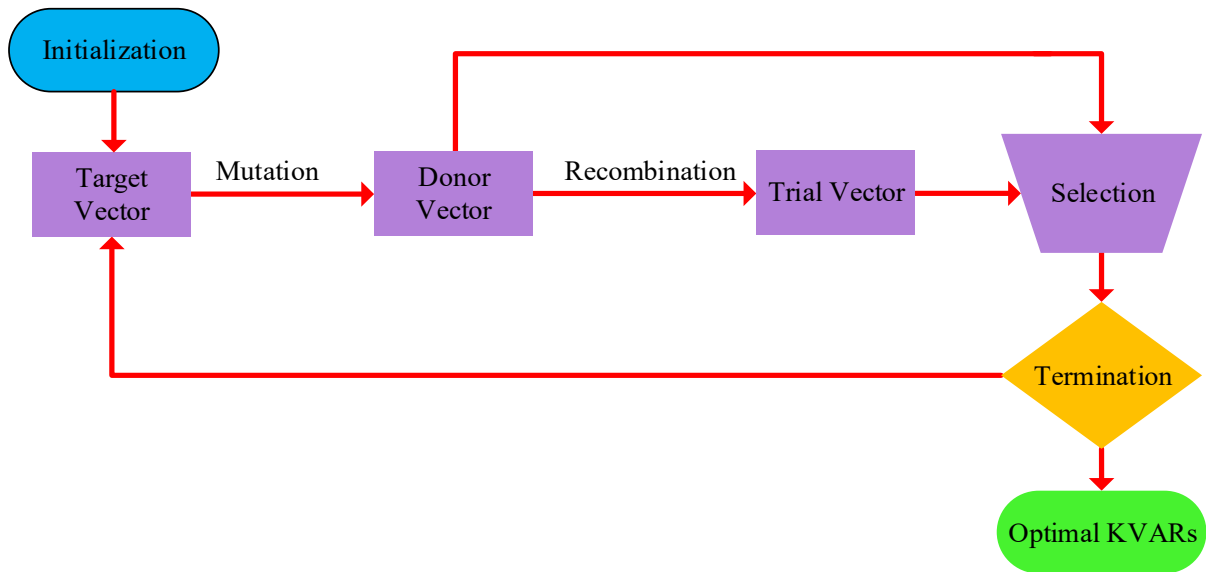 Initialization
Target
Vector
Mutation
Donor
Vector
Recombination
Trial Vector
Selection
Termination
Optimal KVARs